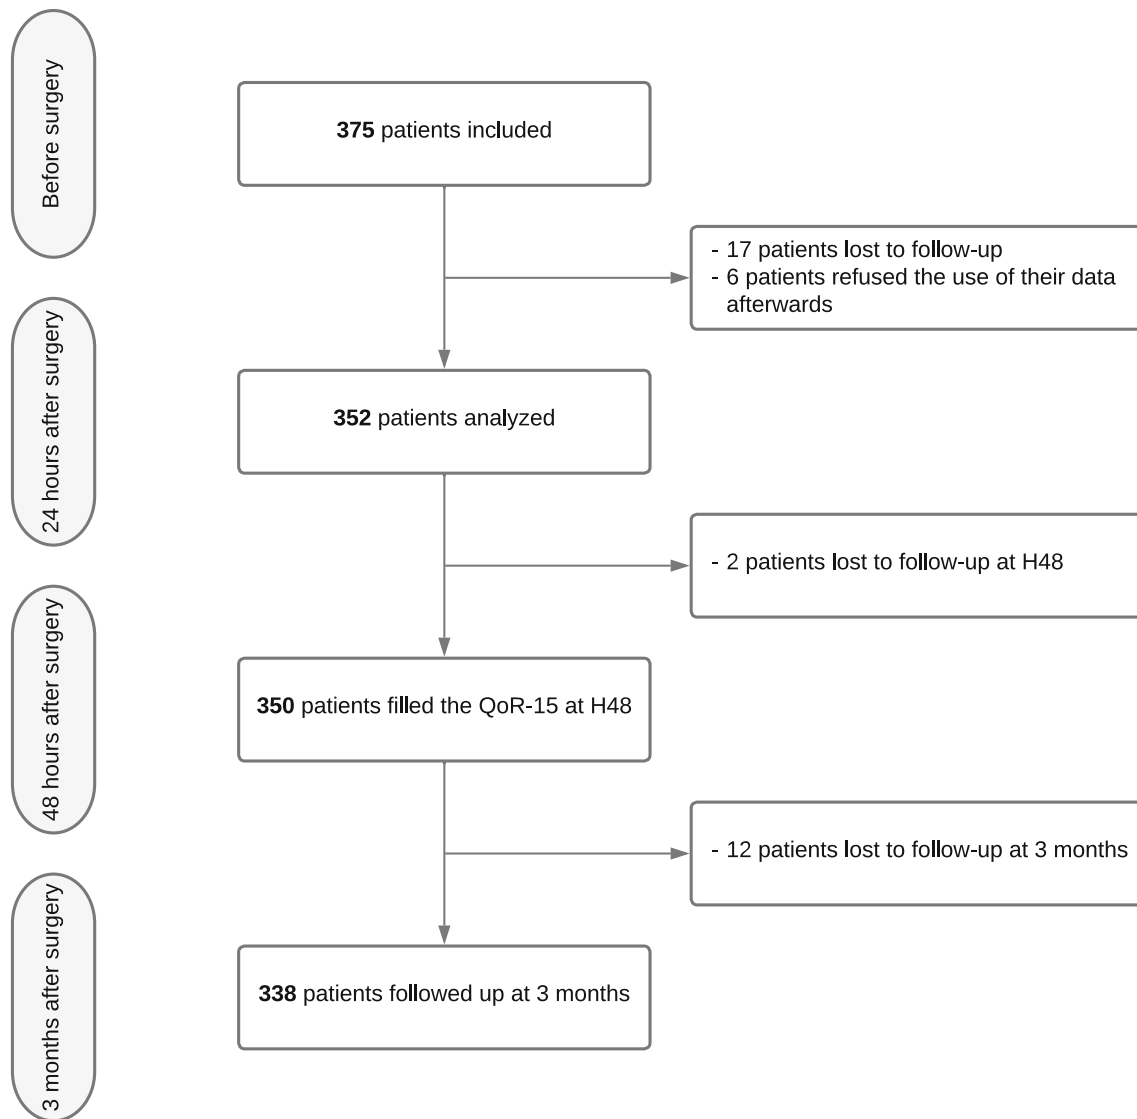 Before surgery
375 patients included
- 17 patients lost to follow-up
- 6 patients refused the use of their data
afterwards
24 hours after surgery
352 patients analyzed
- 2 patients lost to follow-up at H48
48 hours after surgery
350 patients filled the QoR-15 at H48
- 12 patients lost to follow-up at 3 months
3 months after surgery
338 patients followed up at 3 months